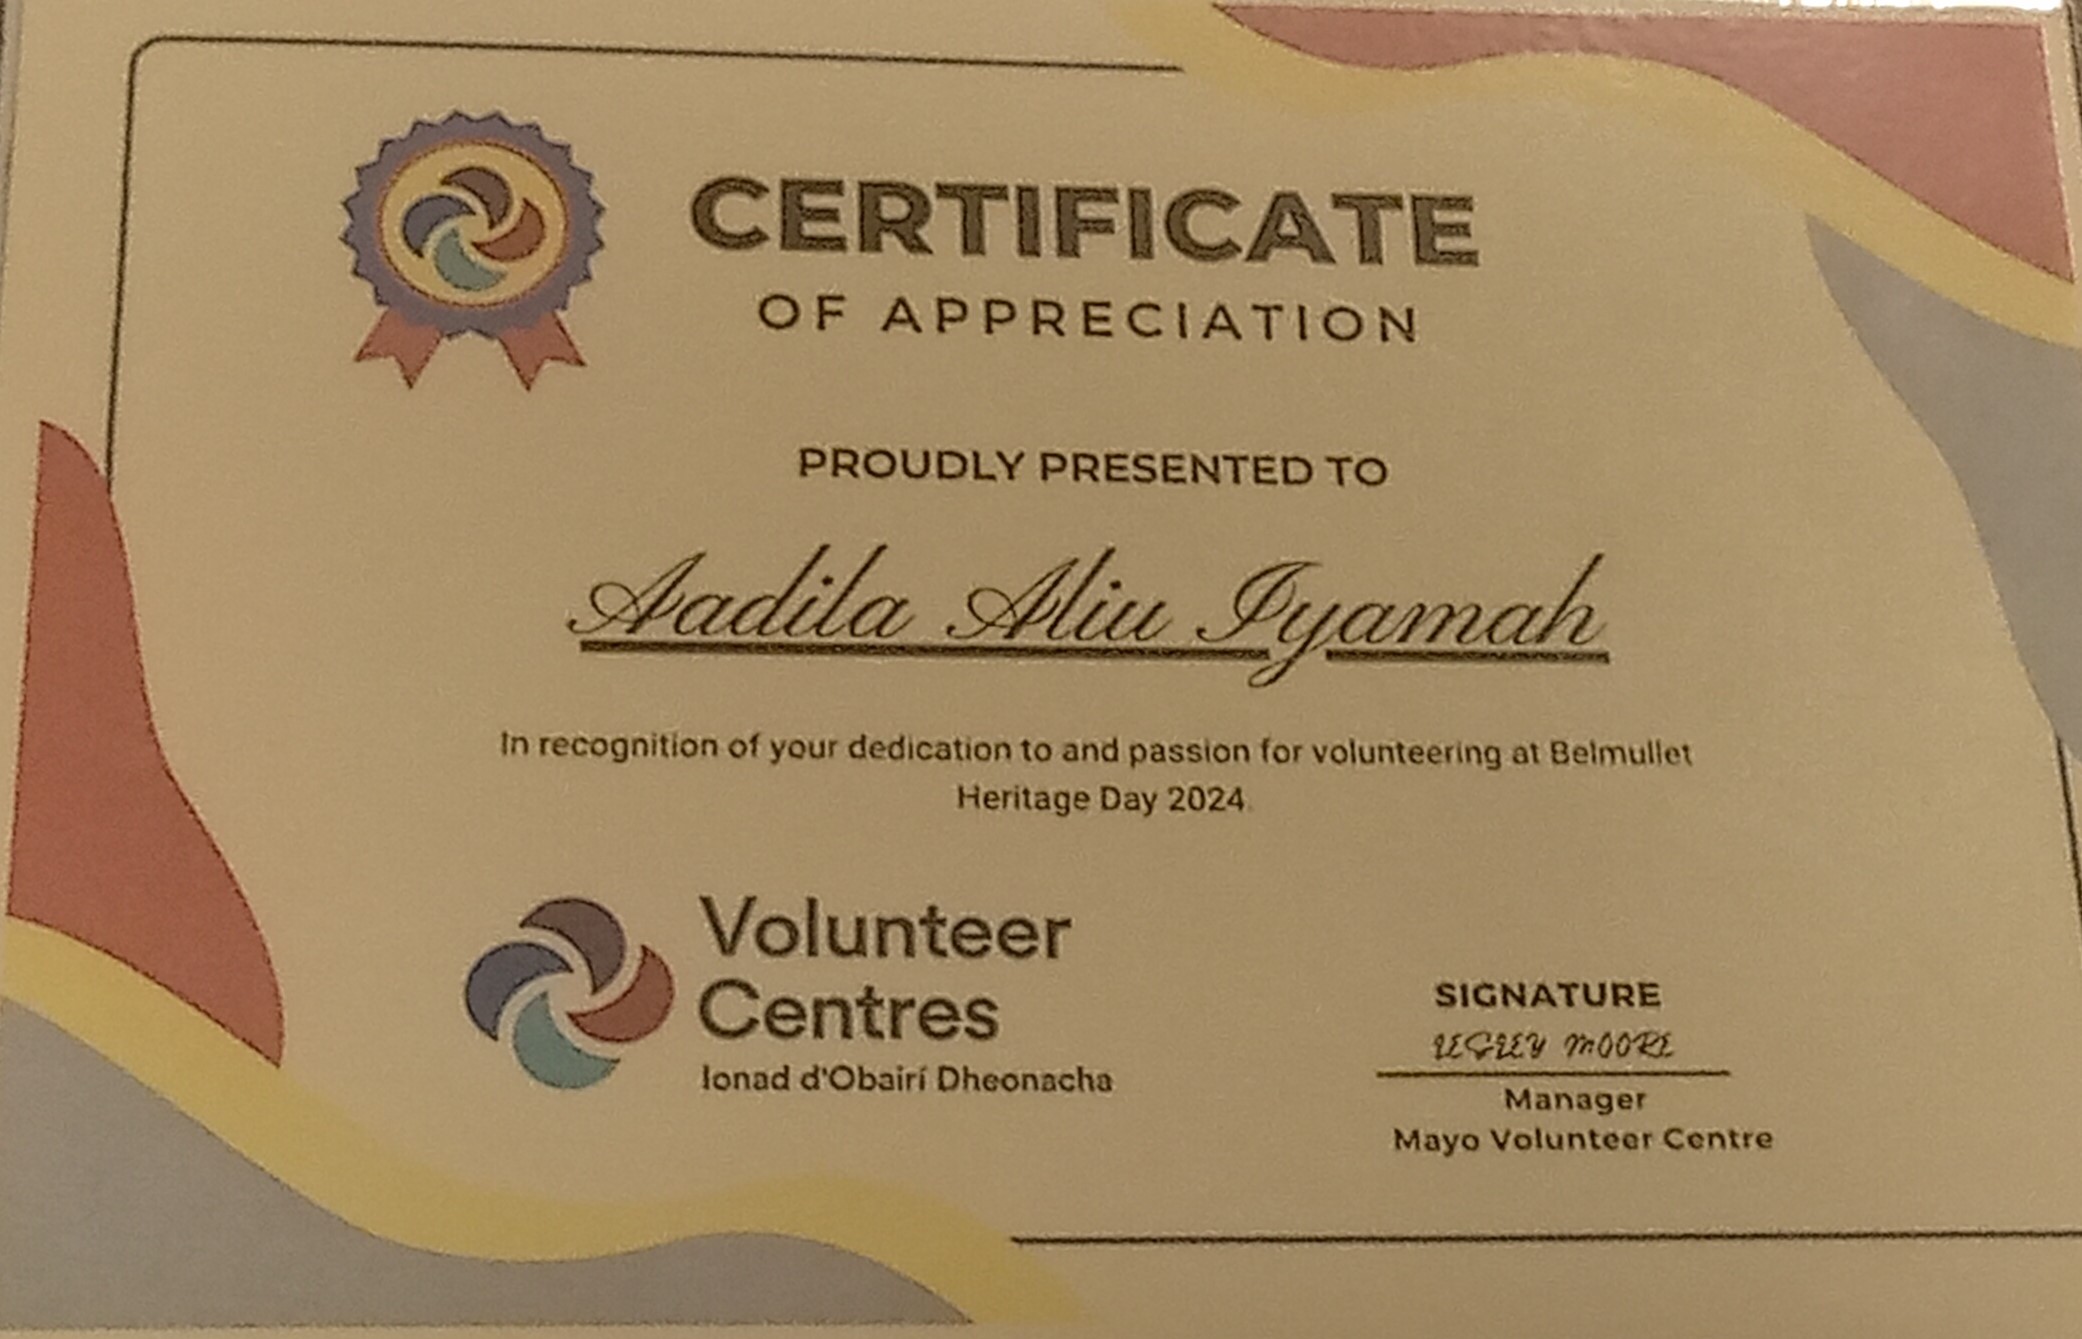 CERTIFICATE
OF APPRECIATION
PROUDLY PRESENTED TO
Aadila Aliu Iyamah
In recognition of your dedication to and passion for volunteering at Belmullet
Heritage Day 2024
Volunteer
Centres
Ionad d'Obairí Dheonacha
SIGNATURE
LESLEY MOORE
Manager
Mayo Volunteer Centre